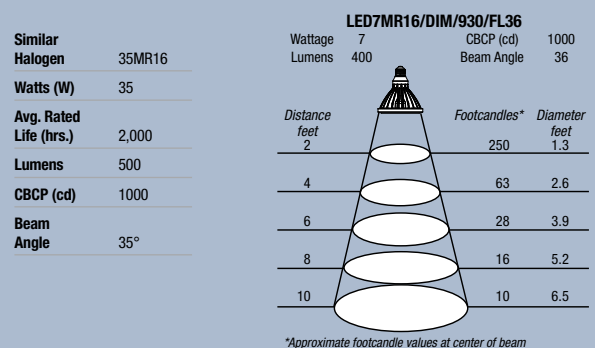 Similar
Halogen 35MR16
Watts (W) 35
Avg. Rated
Life (hrs.) 2,000
Lumens 500
CBCP (cd) 1000
Beam
Angle 35°
LED7MR16/DIM/930/FL36
Wattage 7 CBCP (cd) 1000
Lumens 400 Beam Angle 36
Distance Footcandles* Diameter
feet feet
2 250 1.3
4 63 2.6
6 28 3.9
8 16 5.2
10 10 6.5
*Approximate footcandle values at center of beam